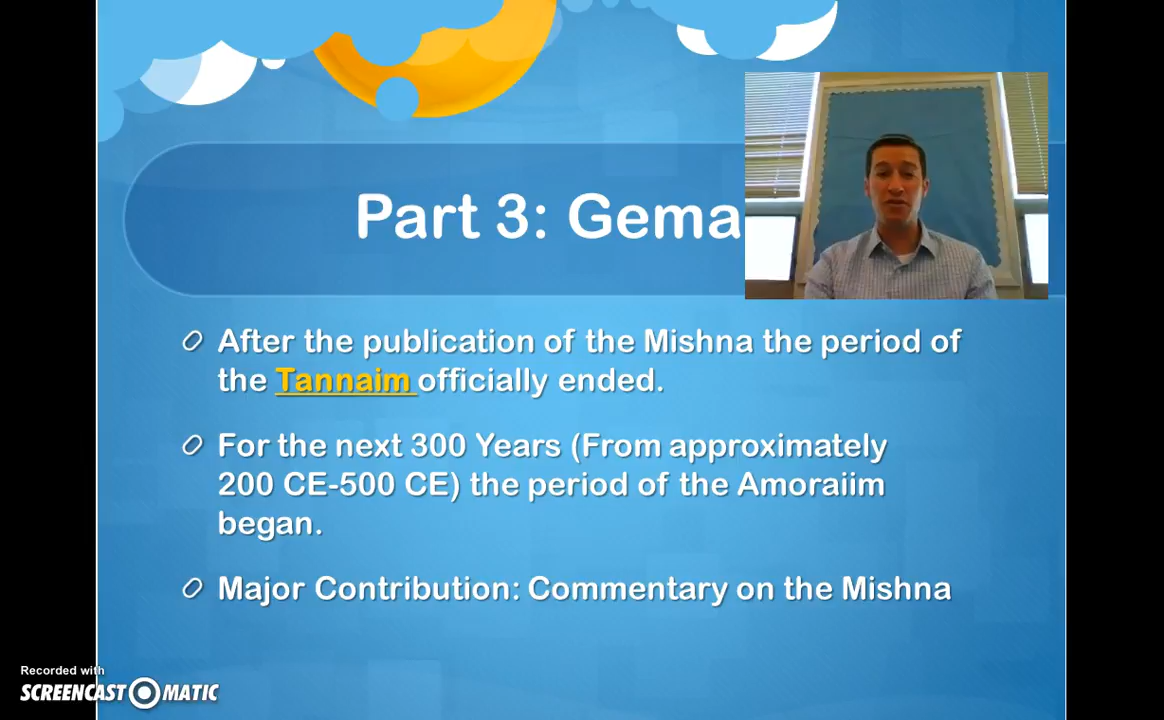 Part 3: Gema
After the publication of the Mishna the period of
the Tannaim officially ended.
For the next 300 Years (From approximately
200 CE-500 CE) the period of the Amoraiim
began.
Major Contribution: Commentary on the Mishna
Recorded with
SCREENCAST MATIC